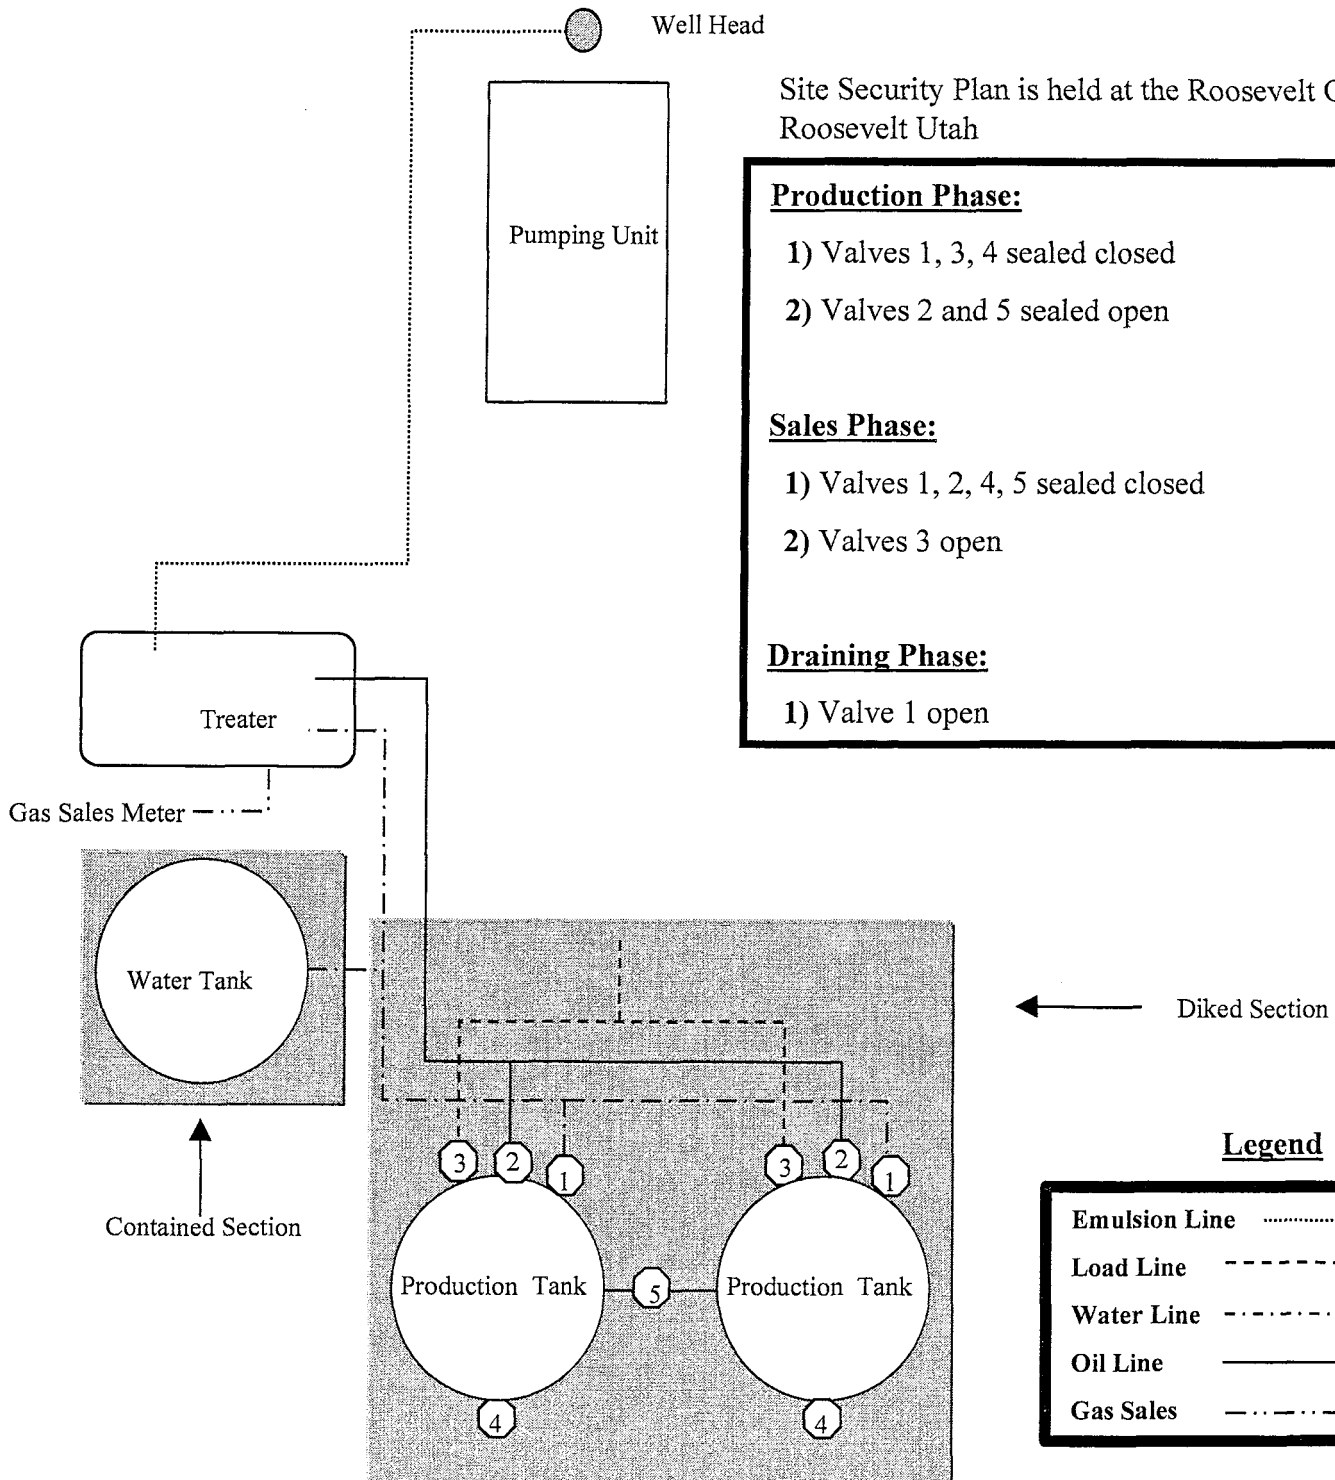 Well Head
Site Security Plan is held at the Roosevelt
Roosevelt Utah
Pumping Unit
Production Phase:
1) Valves 1, 3, 4 sealed closed
2) Valves 2 and 5 sealed open
Sales Phase:
1) Valves 1, 2, 4, 5 sealed closed
2) Valves 3 open
Draining Phase:
1) Valve 1 open
Treater
Gas Sales Meter
Water Tank
Diked Section
Contained Section
3 2 1 3 2 1
Production Tank 5 Production Tank
4 4
Legend
Emulsion Line
Load Line
Water Line
Oil Line
Gas Sales